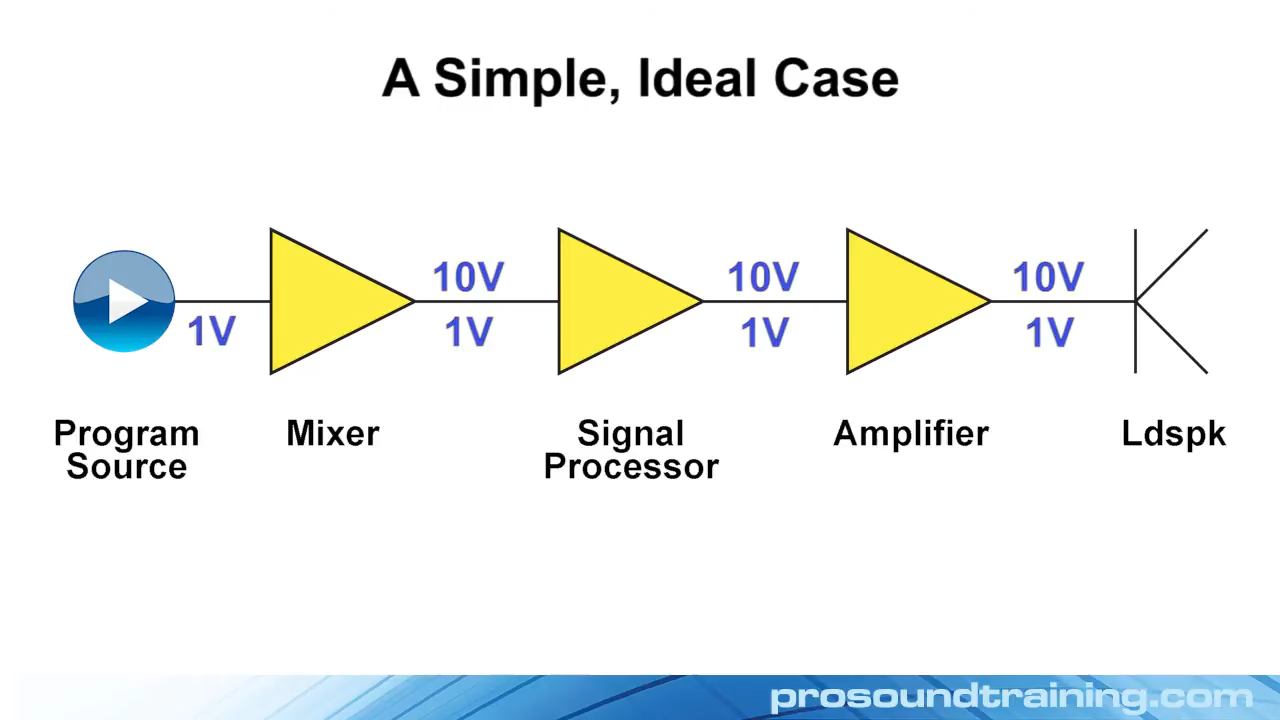 A Simple, Ideal Case
10V
10V
10V
1V
1V
1V
1V
Program
Source
Mixer
Signal
Processor
Amplifier
Ldspk
prosoundtraining.com